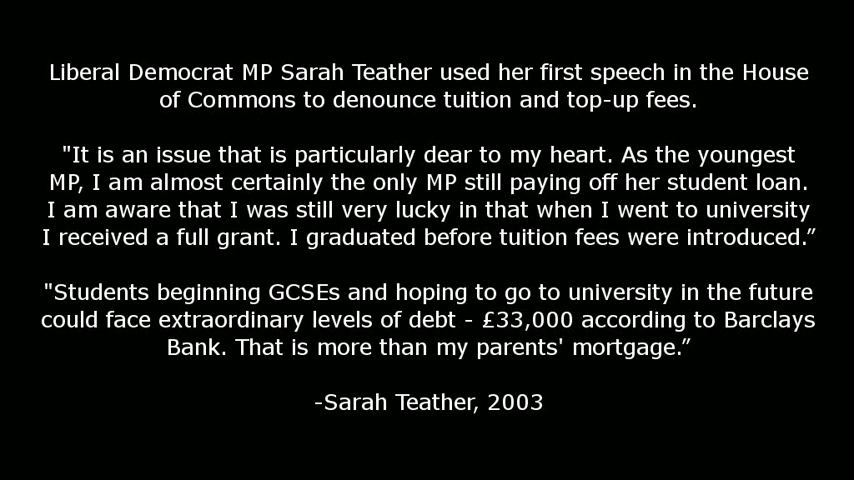 Liberal Democrat MP Sarah Teather used her first speech in the House
of Commons to denounce tuition and top-up fees.
"It is an issue that is particularly dear to my heart. As the youngest
MP, I am almost certainly the only MP still paying off her student loan.
I am aware that I was still very lucky in that when I went to university
I received a full grant. I graduated before tuition fees were introduced.”
"Students beginning GCSEs and hoping to go to university in the future
could face extraordinary levels of debt - £33,000 according to Barclays
Bank. That is more than my parents' mortgage.”
-Sarah Teather, 2003